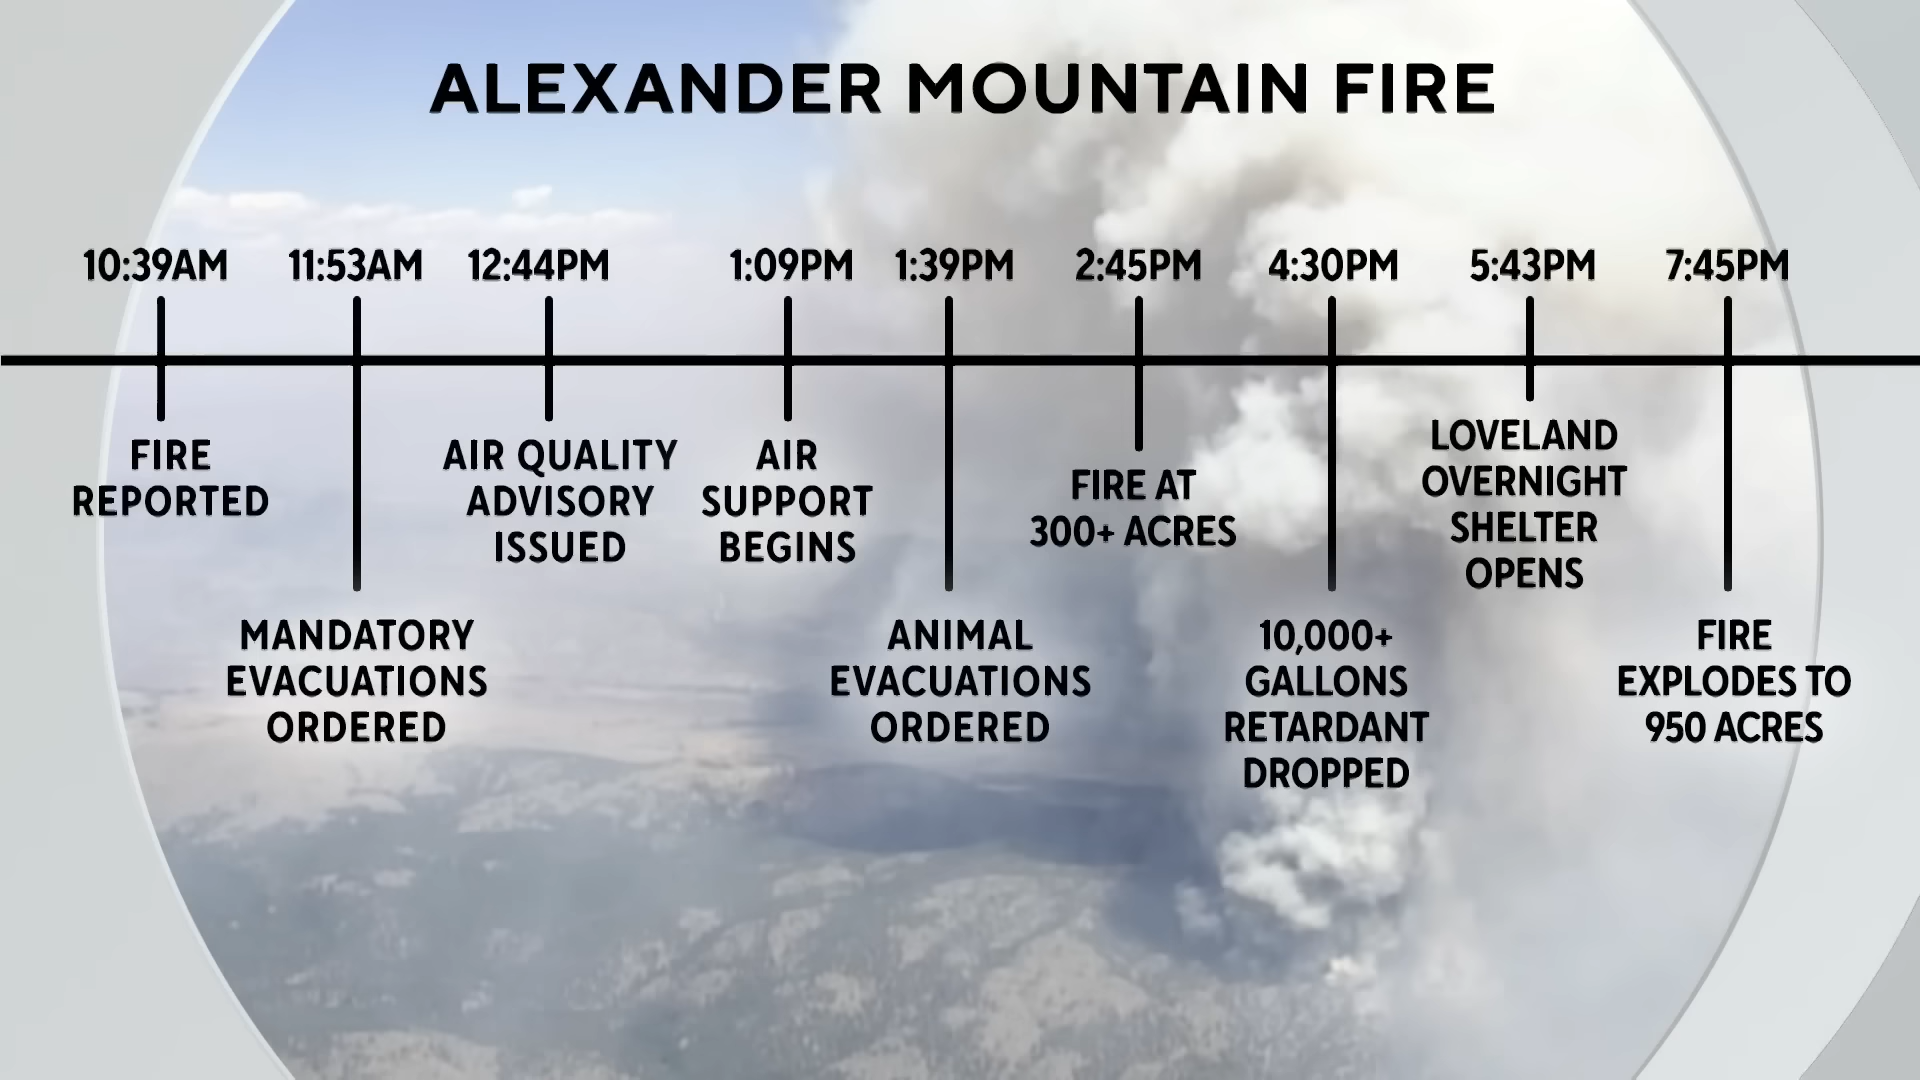 ALEXANDER MOUNTAIN FIRE
10:39AM
FIRE
REPORTED
11:53AM
MANDATORY
EVACUATIONS
ORDERED
12:44PM
AIR QUALITY
ADVISORY
ISSUED
1:09PM
AIR
SUPPORT
BEGINS
1:39PM
ANIMAL
EVACUATIONS
ORDERED
2:45PM
FIRE AT
300+ ACRES
4:30PM
10,000+
GALLONS
RETARDANT
DROPPED
5:43PM
LOVELAND
OVERNIGHT
SHELTER
OPENS
7:45PM
FIRE
EXPLODES TO
950 ACRES